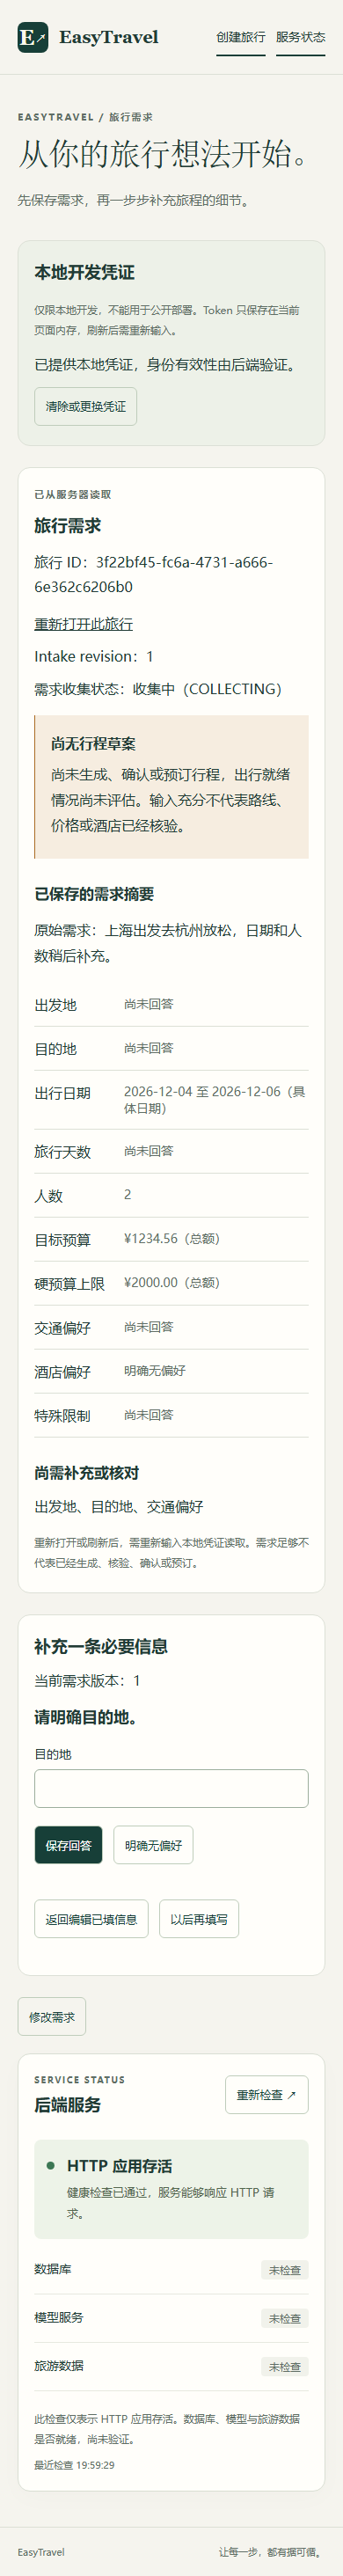 E↗ EasyTravel 创建旅行 服务状态
EASYTRAVEL / 旅行需求
从你的旅行想法开始。
先保存需求，再一步步补充旅程的细节。
本地开发凭证
仅限本地开发，不能用于公开部署。Token 只保存在当前
页面内存，刷新后需重新输入。
已提供本地凭证，身份有效性由后端验证。
清除或更换凭证
已从服务器读取
旅行需求
旅行 ID：3f22bf45-fc6a-4731-a666-
6e362c6206b0
重新打开此旅行
Intake revision：1
需求收集状态：收集中（COLLECTING）
尚无行程草案
尚未生成、确认或预订行程，出行就绪
情况尚未评估。输入充分不代表路线、
价格或酒店已经核验。
已保存的需求摘要
原始需求：上海出发去杭州放松，日期和人
数稍后补充。
出发地 尚未回答
目的地 尚未回答
出行日期 2026-12-04 至 2026-12-06（具
体日期）
旅行天数 尚未回答
人数 2
目标预算 ¥1234.56（总额）
硬预算上限 ¥2000.00（总额）
交通偏好 尚未回答
酒店偏好 明确无偏好
特殊限制 尚未回答
尚需补充或核对
出发地、目的地、交通偏好
重新打开或刷新后，需重新输入本地凭证读取。需求足够不
代表已经生成、核验、确认或预订。
补充一条必要信息
当前需求版本：1
请明确目的地。
目的地
保存回答 明确无偏好
返回编辑已填信息 以后再填写
修改需求
SERVICE STATUS
后端服务 重新检查 ↗
HTTP 应用存活
健康检查已通过，服务能够响应 HTTP 请
求。
数据库 未检查
模型服务 未检查
旅游数据 未检查
此检查仅表示 HTTP 应用存活。数据库、模型与旅游数据
是否就绪，尚未验证。
最近检查 19:59:29
EasyTravel 让每一步，都有据可循。